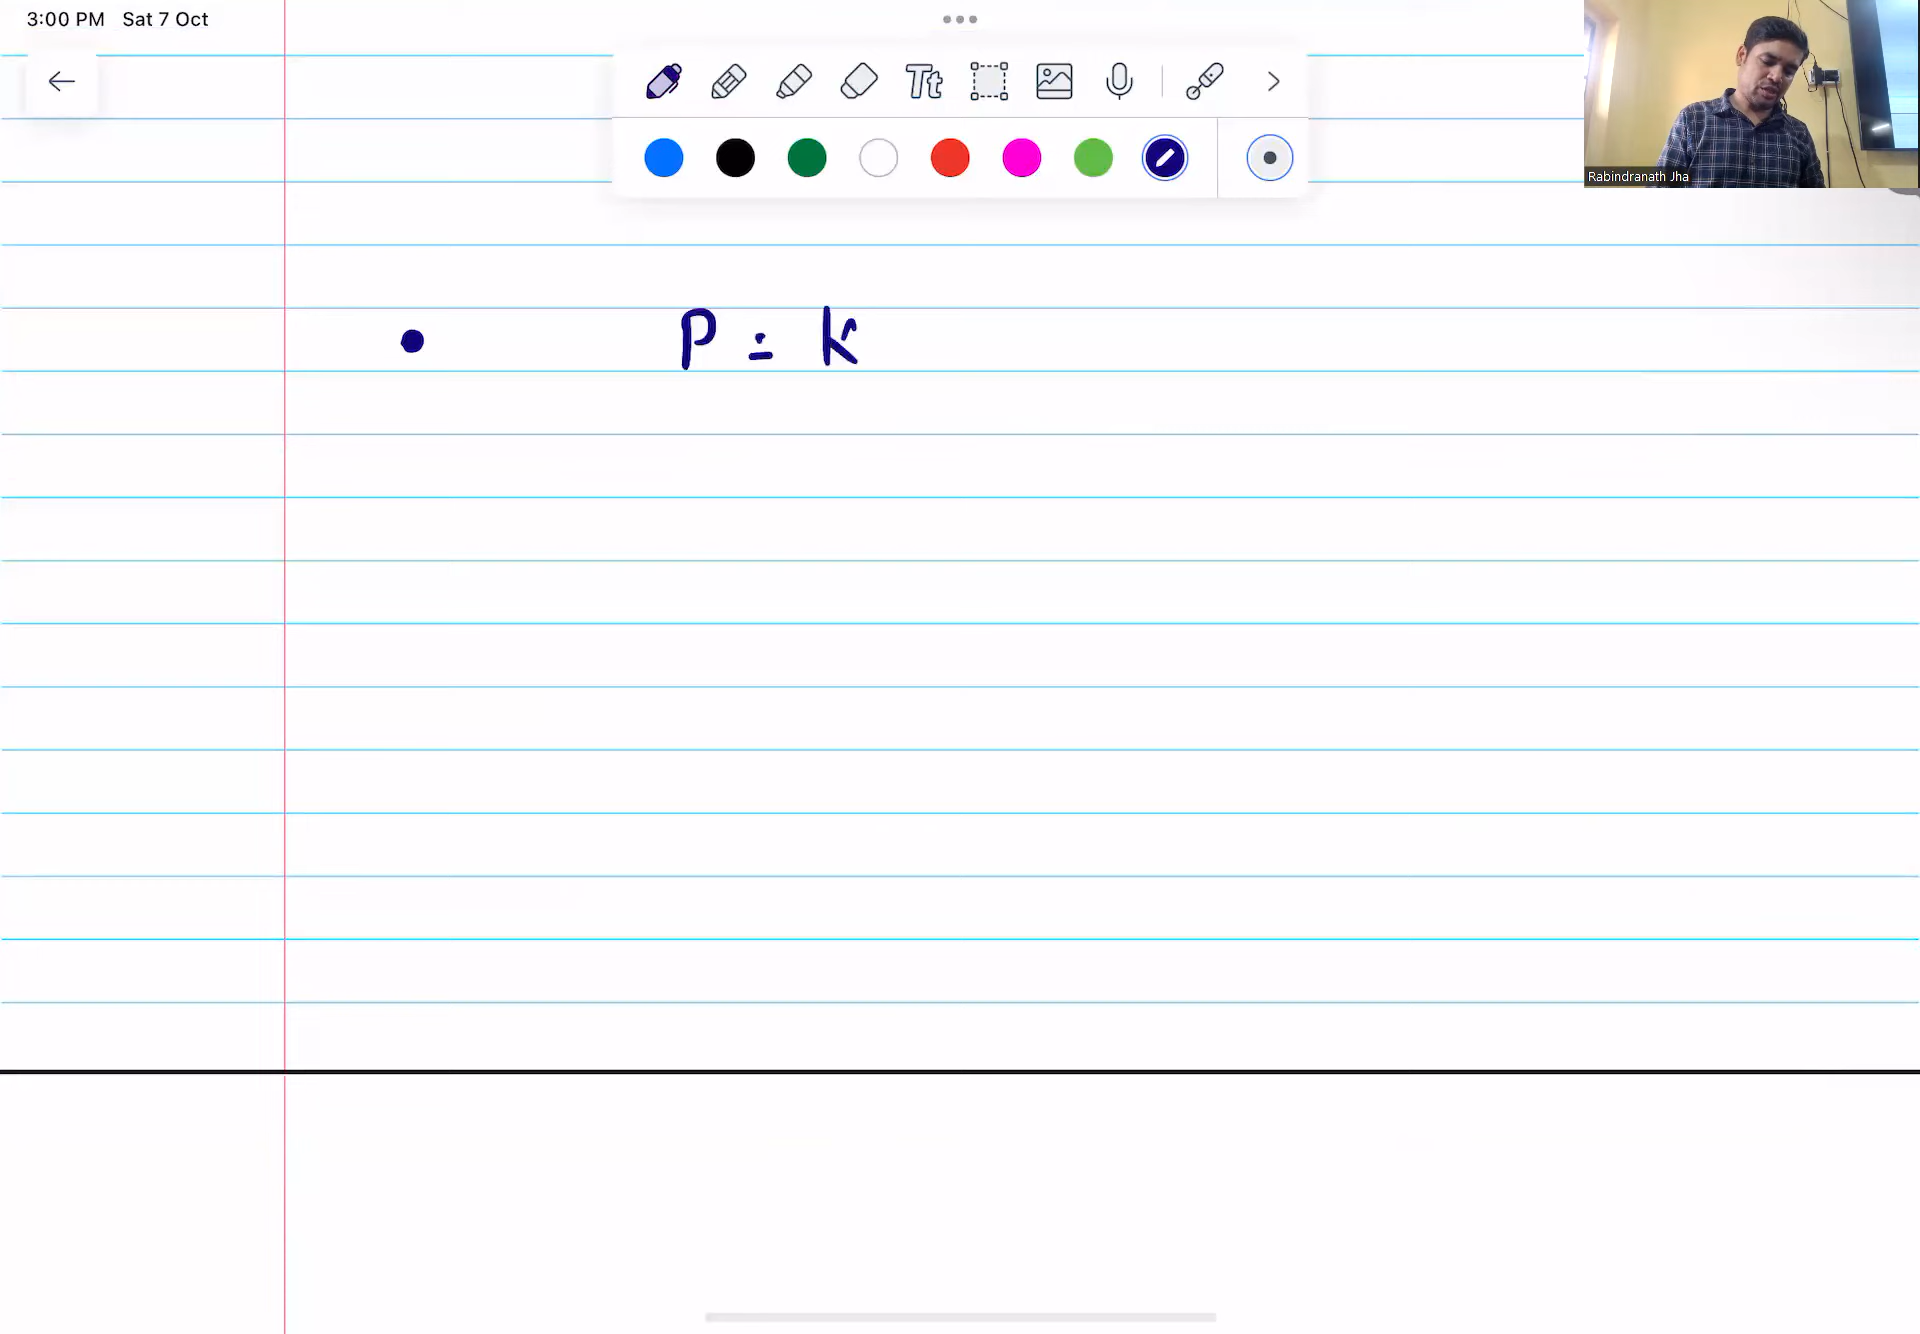 3:00 PM Sat 7 Oct
Tt
Rabindranath Jha
• P = k